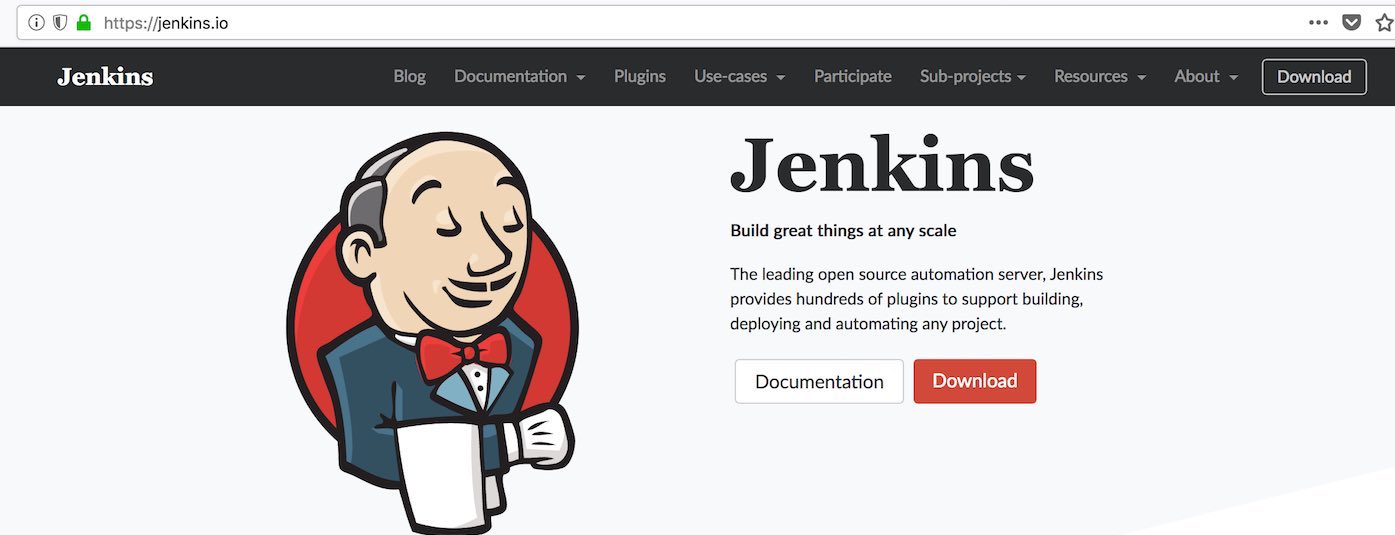 https://jenkins.io
Jenkins Blog Documentation Plugins Use-cases Participate Sub-projects Resources About Download
Jenkins
Build great things at any scale
The leading open source automation server, Jenkins
provides hundreds of plugins to support building,
deploying and automating any project.
Documentation Download